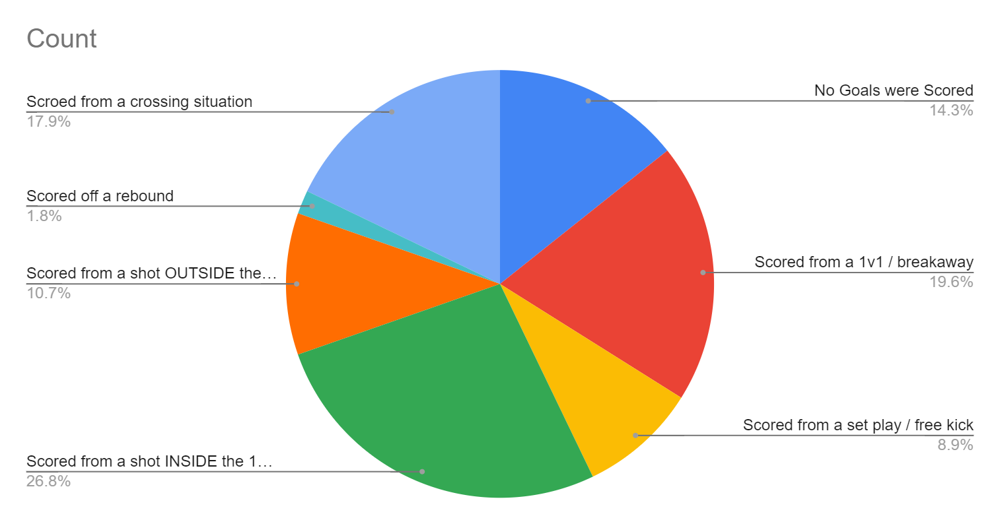 Count
No Goals were Scored
14.3%
Scored from a 1v1 / breakaway
19.6%
Scored from a set play / free kick
8.9%
Scroed from a crossing situation
17.9%
Scored off a rebound
1.8%
Scored from a shot OUTSIDE the…
10.7%
Scored from a shot INSIDE the 1…
26.8%